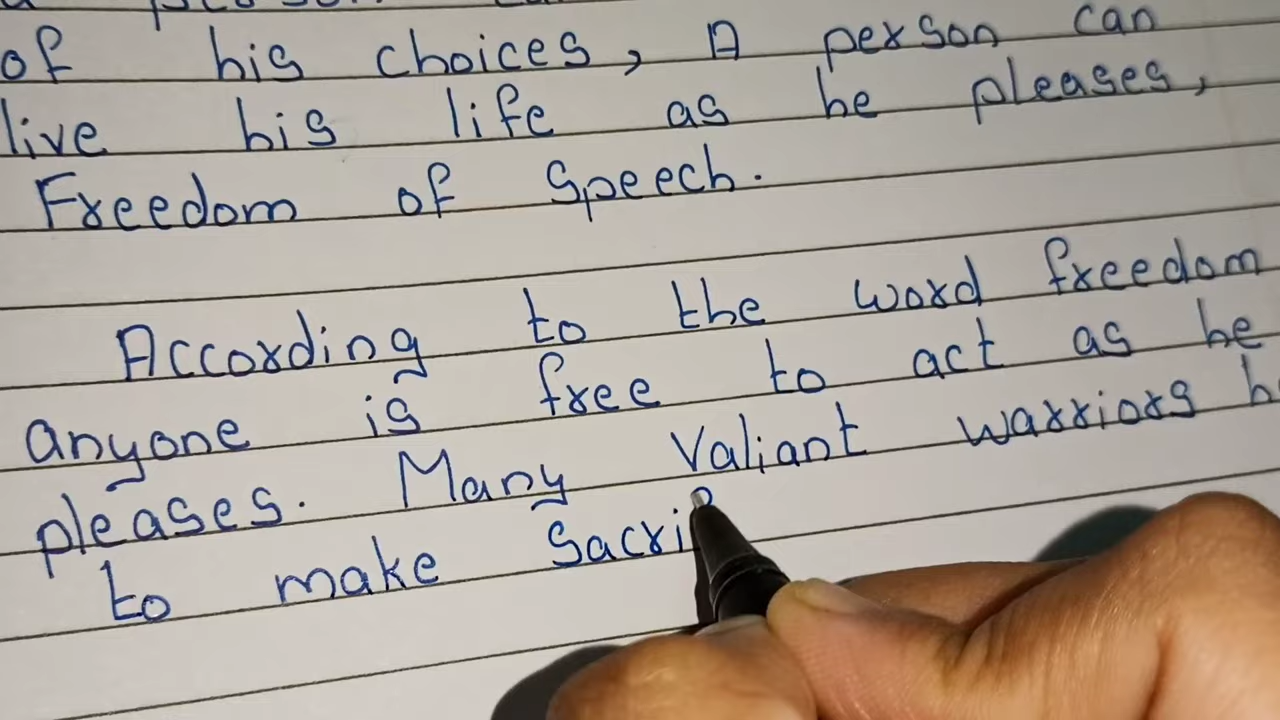 of his choices, A person can
live his life as he pleases,
Freedom of Speech.
According to the word freedom
anyone is free to act as he
pleases. Many Valiant warriors
to make Sacri